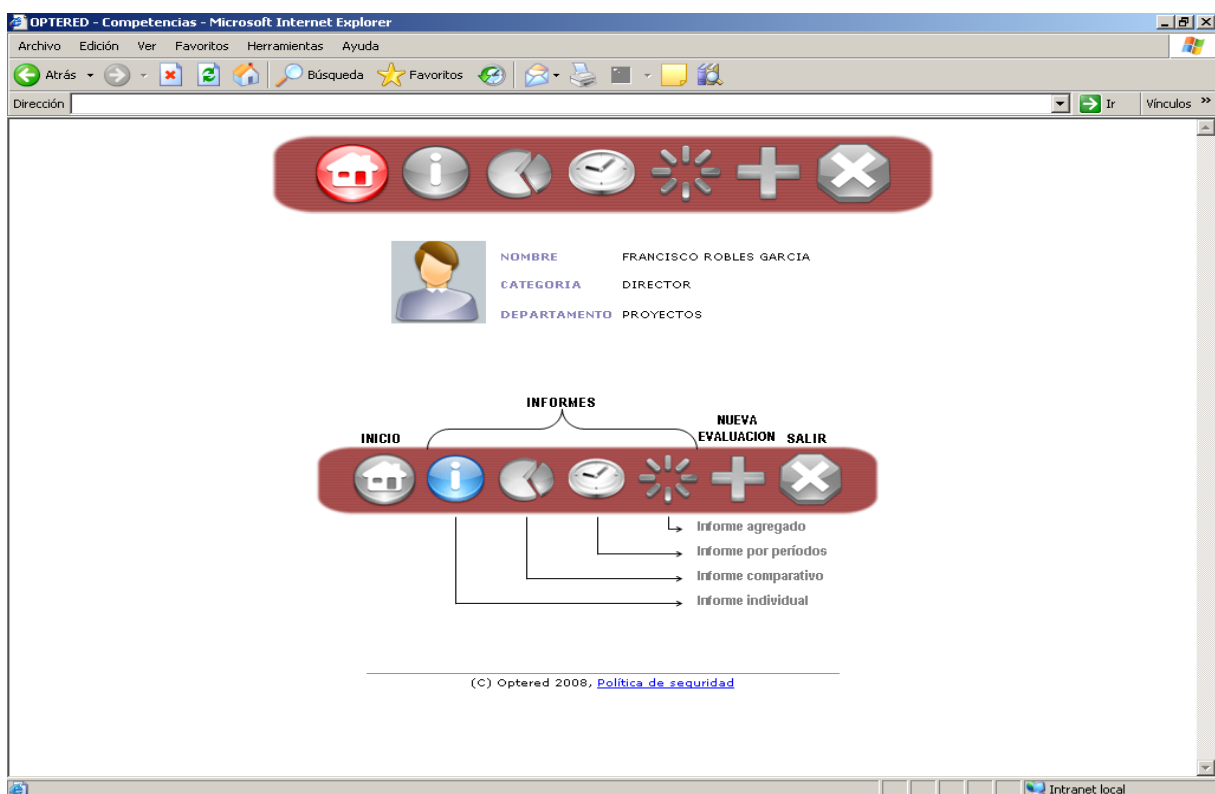 OPTERED - Competencias - Microsoft Internet Explorer
Archivo Edición Ver Favoritos Herramientas Ayuda
Atrás Búsqueda Favoritos
Dirección Ir Vínculos »
NOMBRE FRANCISCO ROBLES GARCIA
CATEGORIA DIRECTOR
DEPARTAMENTO PROYECTOS
INFORMES
INICIO
NUEVA
EVALUACION
SALIR
Informe agregado
Informe por períodos
Informe comparativo
Informe individual
(C) Optered 2008, Política de seguridad
Intranet local